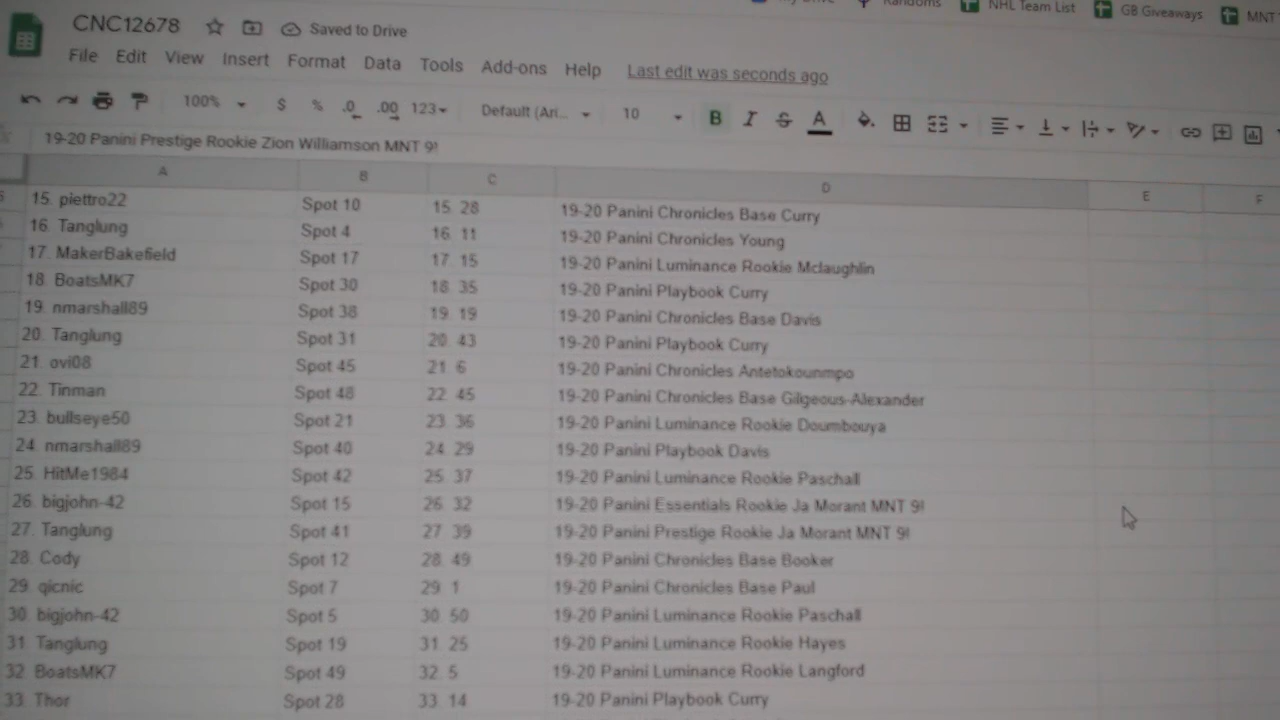 Randoms NHL Team List GB Giveaways MNT
CNC12678 Saved to Drive
File Edit View Insert Format Data Tools Add-ons Help Last edit was seconds ago
100% $ % .0 .00 123 Default (Ari... 10 B I S A
19-20 Panini Prestige Rookie Zion Williamson MNT 9!
A B C D E F
15. piettro22 Spot 10 15. 28 19-20 Panini Chronicles Base Curry
16. Tanglung Spot 4 16. 11 19-20 Panini Chronicles Young
17. MakerBakefield Spot 17 17. 15 19-20 Panini Luminance Rookie Mclaughlin
18. BoatsMK7 Spot 30 18. 35 19-20 Panini Playbook Curry
19. nmarshall89 Spot 38 19. 19 19-20 Panini Chronicles Base Davis
20. Tanglung Spot 31 20. 43 19-20 Panini Playbook Curry
21. ovi08 Spot 45 21. 6 19-20 Panini Chronicles Antetokounmpo
22. Tinman Spot 48 22. 45 19-20 Panini Chronicles Base Gilgeous-Alexander
23. bullseye50 Spot 21 23. 36 19-20 Panini Luminance Rookie Doumbouya
24. nmarshall89 Spot 40 24. 29 19-20 Panini Playbook Davis
25. HitMe1984 Spot 42 25. 37 19-20 Panini Luminance Rookie Paschall
26. bigjohn-42 Spot 15 26. 32 19-20 Panini Essentials Rookie Ja Morant MNT 9!
27. Tanglung Spot 41 27. 39 19-20 Panini Prestige Rookie Ja Morant MNT 9!
28. Cody Spot 12 28. 49 19-20 Panini Chronicles Base Booker
29. qicnic Spot 7 29. 1 19-20 Panini Chronicles Base Paul
30. bigjohn-42 Spot 5 30. 50 19-20 Panini Luminance Rookie Paschall
31. Tanglung Spot 19 31. 25 19-20 Panini Luminance Rookie Hayes
32. BoatsMK7 Spot 49 32. 5 19-20 Panini Luminance Rookie Langford
33. Thor Spot 28 33. 14 19-20 Panini Playbook Curry